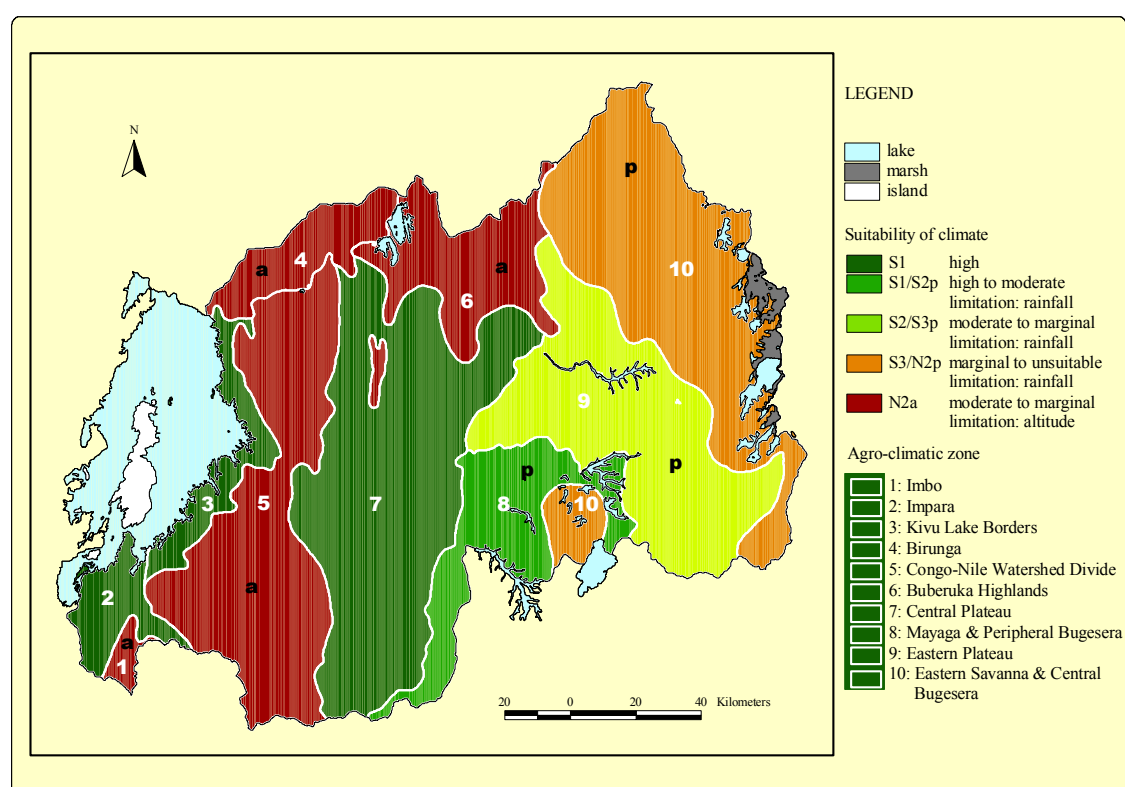 N
p
a
4
a
10
6
9
p
p
3
5
7
8
10
2
a
a
1
20 0 20 40 Kilometers
LEGEND
lake
marsh
island
Suitability of climate
S1 high
S1/S2p high to moderate
limitation: rainfall
S2/S3p moderate to marginal
limitation: rainfall
S3/N2p marginal to unsuitable
limitation: rainfall
N2a moderate to marginal
limitation: altitude
Agro-climatic zone
1: Imbo
2: Impara
3: Kivu Lake Borders
4: Birunga
5: Congo-Nile Watershed Divide
6: Buberuka Highlands
7: Central Plateau
8: Mayaga & Peripheral Bugesera
9: Eastern Plateau
10: Eastern Savanna & Central
Bugesera